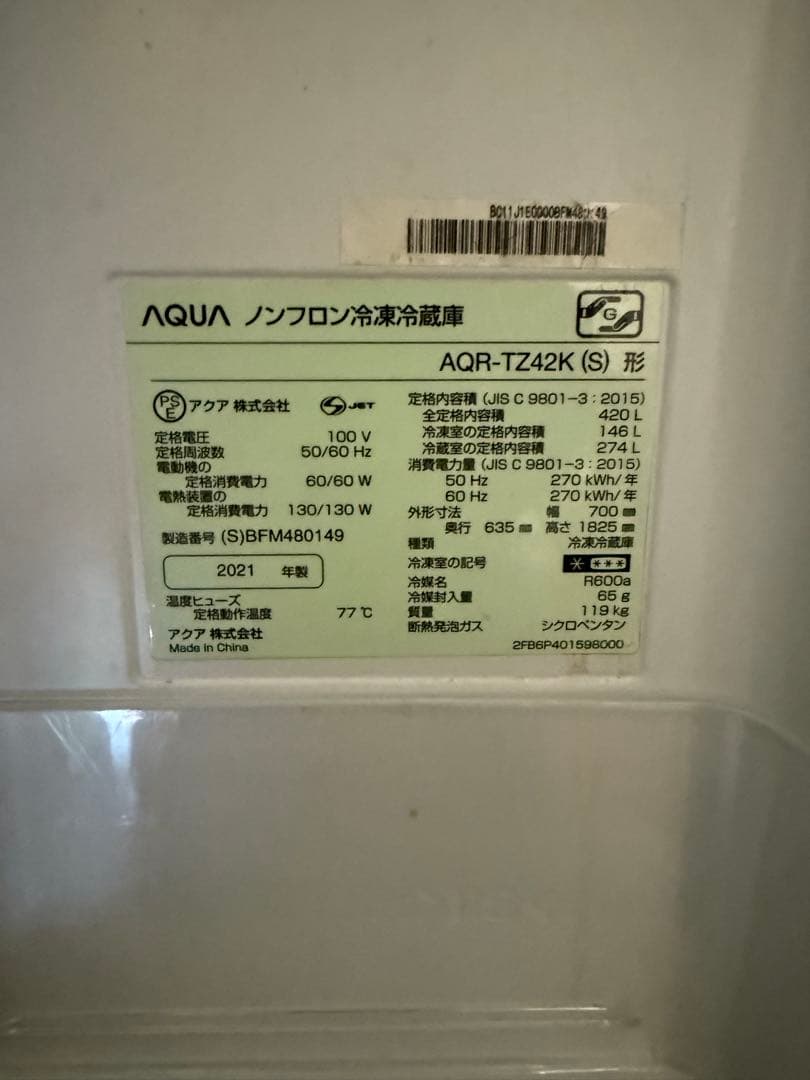 AQUA ノンフロン冷凍冷蔵庫
G
AQR-TZ42K (S) 形
PS E アクア 株式会社 JET
定格電圧 100 V
定格周波数 50/60 Hz
電動機の
定格消費電力 60/60 W
電熱装置の
定格消費電力 130/130 W
製造番号 (S)BFM480149
2021 年製
温度ヒューズ
定格動作温度 77 ℃
アクア 株式会社
Made in China
定格内容積 (JIS C 9801-3 : 2015)
全定格内容積 420 L
冷凍室の定格内容積 146 L
冷蔵室の定格内容積 274 L
消費電力量 (JIS C 9801-3 : 2015)
50 Hz 270 kWh/年
60 Hz 270 kWh/年
外形寸法 幅 700 ㎜
奥行 635 ㎜ 高さ 1825 ㎜
種類 冷凍冷蔵庫
冷凍室の記号 * ***
冷媒名 R600a
冷媒封入量 65 g
質量 119 kg
断熱発泡ガス シクロペンタン
2FB6P401598000